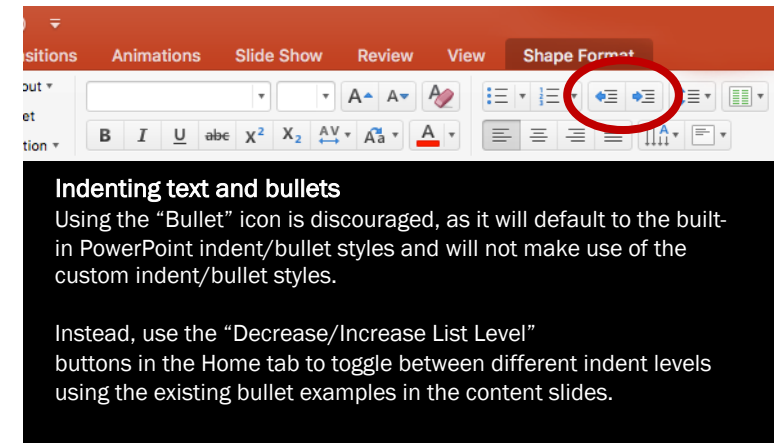 sitions Animations Slide Show Review View Shape Format
out
et
tion B I U abc X² X₂ AV Aa A
A A A
Indenting text and bullets
Using the “Bullet” icon is discouraged, as it will default to the built-
in PowerPoint indent/bullet styles and will not make use of the
custom indent/bullet styles.
Instead, use the “Decrease/Increase List Level”
buttons in the Home tab to toggle between different indent levels
using the existing bullet examples in the content slides.